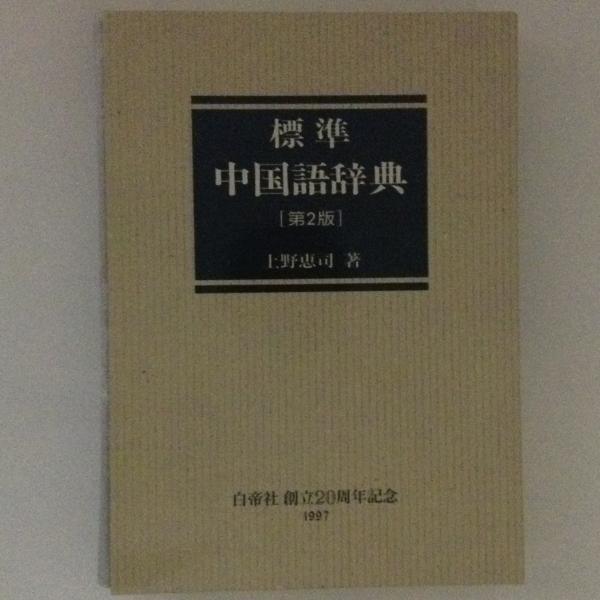 標準
中国語辞典
[第2版]
上野恵司 著
白帝社 創立20周年記念
1997